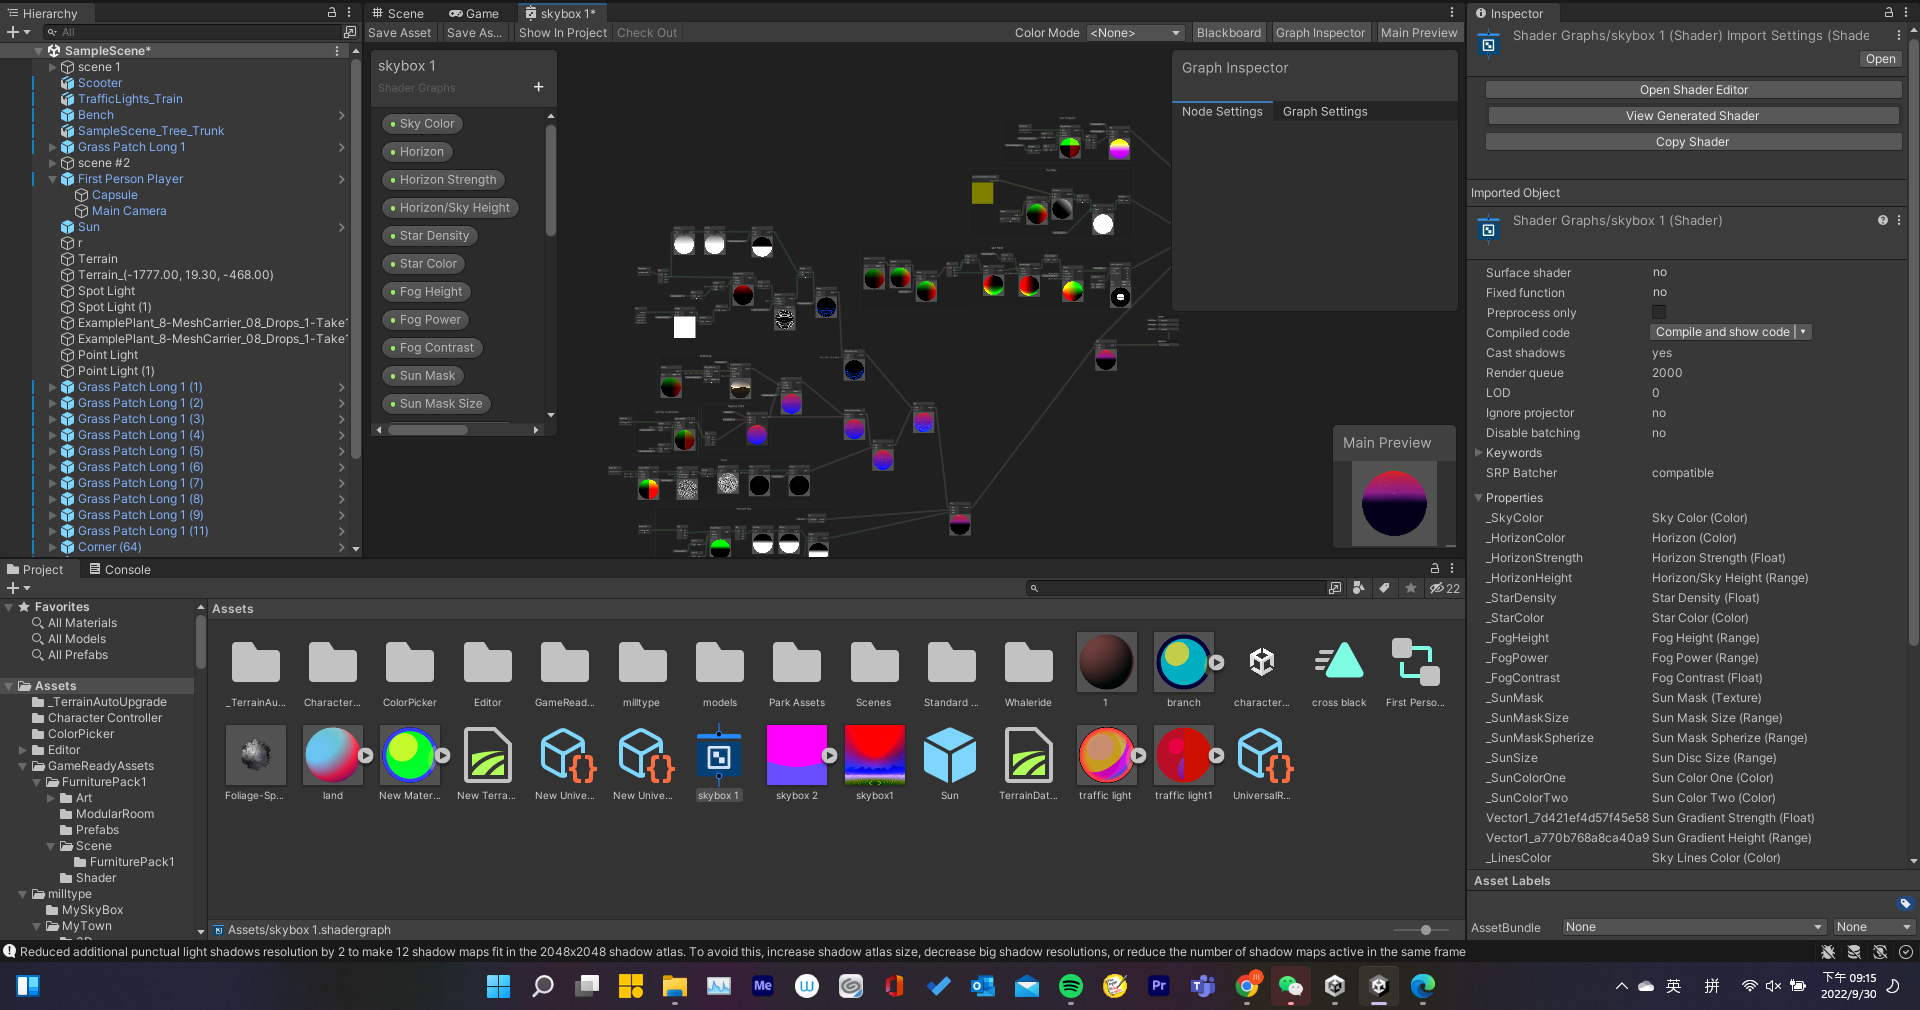 Hierarchy
All
SampleScene*
scene 1
Scooter
TrafficLights_Train
Bench
SampleScene_Tree_Trunk
Grass Patch Long 1
scene #2
First Person Player
Capsule
Main Camera
Sun
r
Terrain
Terrain_(-1777.00, 19.30, -468.00)
Spot Light
Spot Light (1)
ExamplePlant_8-MeshCarrier_08_Drops_1-Take
ExamplePlant_8-MeshCarrier_08_Drops_1-Take
Point Light
Point Light (1)
Grass Patch Long 1 (1)
Grass Patch Long 1 (2)
Grass Patch Long 1 (3)
Grass Patch Long 1 (4)
Grass Patch Long 1 (5)
Grass Patch Long 1 (6)
Grass Patch Long 1 (7)
Grass Patch Long 1 (8)
Grass Patch Long 1 (9)
Grass Patch Long 1 (11)
Corner (64)
Scene Game skybox 1*
Save Asset Save As... Show In Project Check Out Color Mode <None> Blackboard Graph Inspector Main Preview
skybox 1
Shader Graphs
Sky Color
Horizon
Horizon Strength
Horizon/Sky Height
Star Density
Star Color
Fog Height
Fog Power
Fog Contrast
Sun Mask
Sun Mask Size
Graph Inspector
Node Settings Graph Settings
Main Preview
Inspector
Shader Graphs/skybox 1 (Shader) Import Settings (Shade
Open
Open Shader Editor
View Generated Shader
Copy Shader
Imported Object
Shader Graphs/skybox 1 (Shader)
Surface shader no
Fixed function no
Preprocess only
Compiled code Compile and show code
Cast shadows yes
Render queue 2000
LOD 0
Ignore projector no
Disable batching no
Keywords
SRP Batcher compatible
Properties
_SkyColor Sky Color (Color)
_HorizonColor Horizon (Color)
_HorizonStrength Horizon Strength (Float)
_HorizonHeight Horizon/Sky Height (Range)
_StarDensity Star Density (Float)
_StarColor Star Color (Color)
_FogHeight Fog Height (Range)
_FogPower Fog Power (Range)
_FogContrast Fog Contrast (Float)
_SunMask Sun Mask (Texture)
_SunMaskSize Sun Mask Size (Range)
_SunMaskSpherize Sun Mask Spherize (Range)
_SunSize Sun Disc Size (Range)
_SunColorOne Sun Color One (Color)
_SunColorTwo Sun Color Two (Color)
Vector1_7d421ef4d57f45e58 Sun Gradient Strength (Float)
Vector1_a770b768a8ca40a9 Sun Gradient Height (Range)
_LinesColor Sky Lines Color (Color)
Asset Labels
AssetBundle None None
Project Console
22
Favorites
All Materials
All Models
All Prefabs
Assets
_TerrainAutoUpgrade
Character Controller
ColorPicker
Editor
GameReadyAssets
FurniturePack1
Art
ModularRoom
Prefabs
Scene
FurniturePack1
Shader
milltype
MySkyBox
MyTown
Assets
_TerrainAu... Character... ColorPicker Editor GameRead... milltype models Park Assets Scenes Standard ... Whaleride 1 branch character... cross black First Perso...
Foliage-Sp... land New Mater... New Terra... New Unive... New Unive... skybox 1 skybox 2 skybox1 Sun TerrainDat... traffic light traffic light1 UniversalR...
Assets/skybox 1.shadergraph
Reduced additional punctual light shadows resolution by 2 to make 12 shadow maps fit in the 2048x2048 shadow atlas. To avoid this, increase shadow atlas size, decrease big shadow resolutions, or reduce the number of shadow maps active in the same frame
Me
Pr
英 拼
下午 09:15
2022/9/30